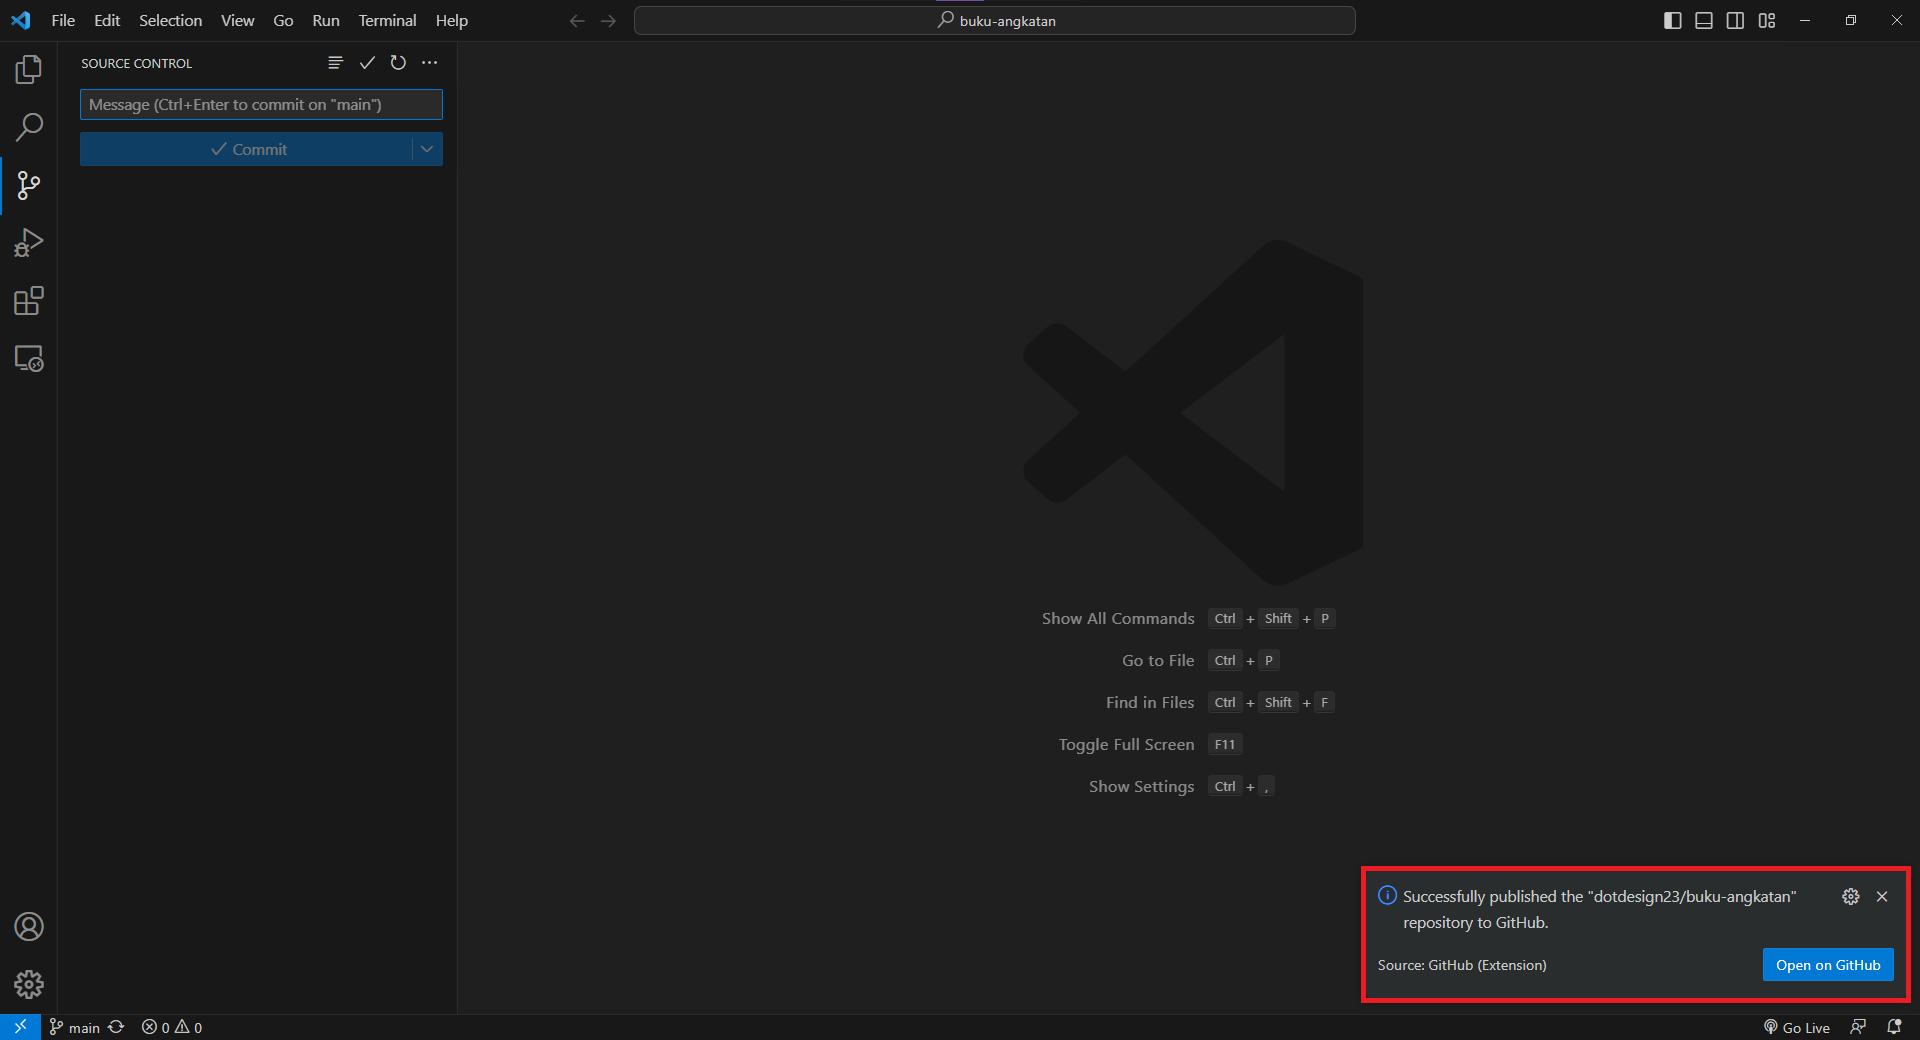 File Edit Selection View Go Run Terminal Help
buku-angkatan
SOURCE CONTROL
Message (Ctrl+Enter to commit on "main")
Commit
Show All Commands Ctrl + Shift + P
Go to File Ctrl + P
Find in Files Ctrl + Shift + F
Toggle Full Screen F11
Show Settings Ctrl + ,
Successfully published the "dotdesign23/buku-angkatan"
repository to GitHub.
Source: GitHub (Extension) Open on GitHub
main 0 0 Go Live